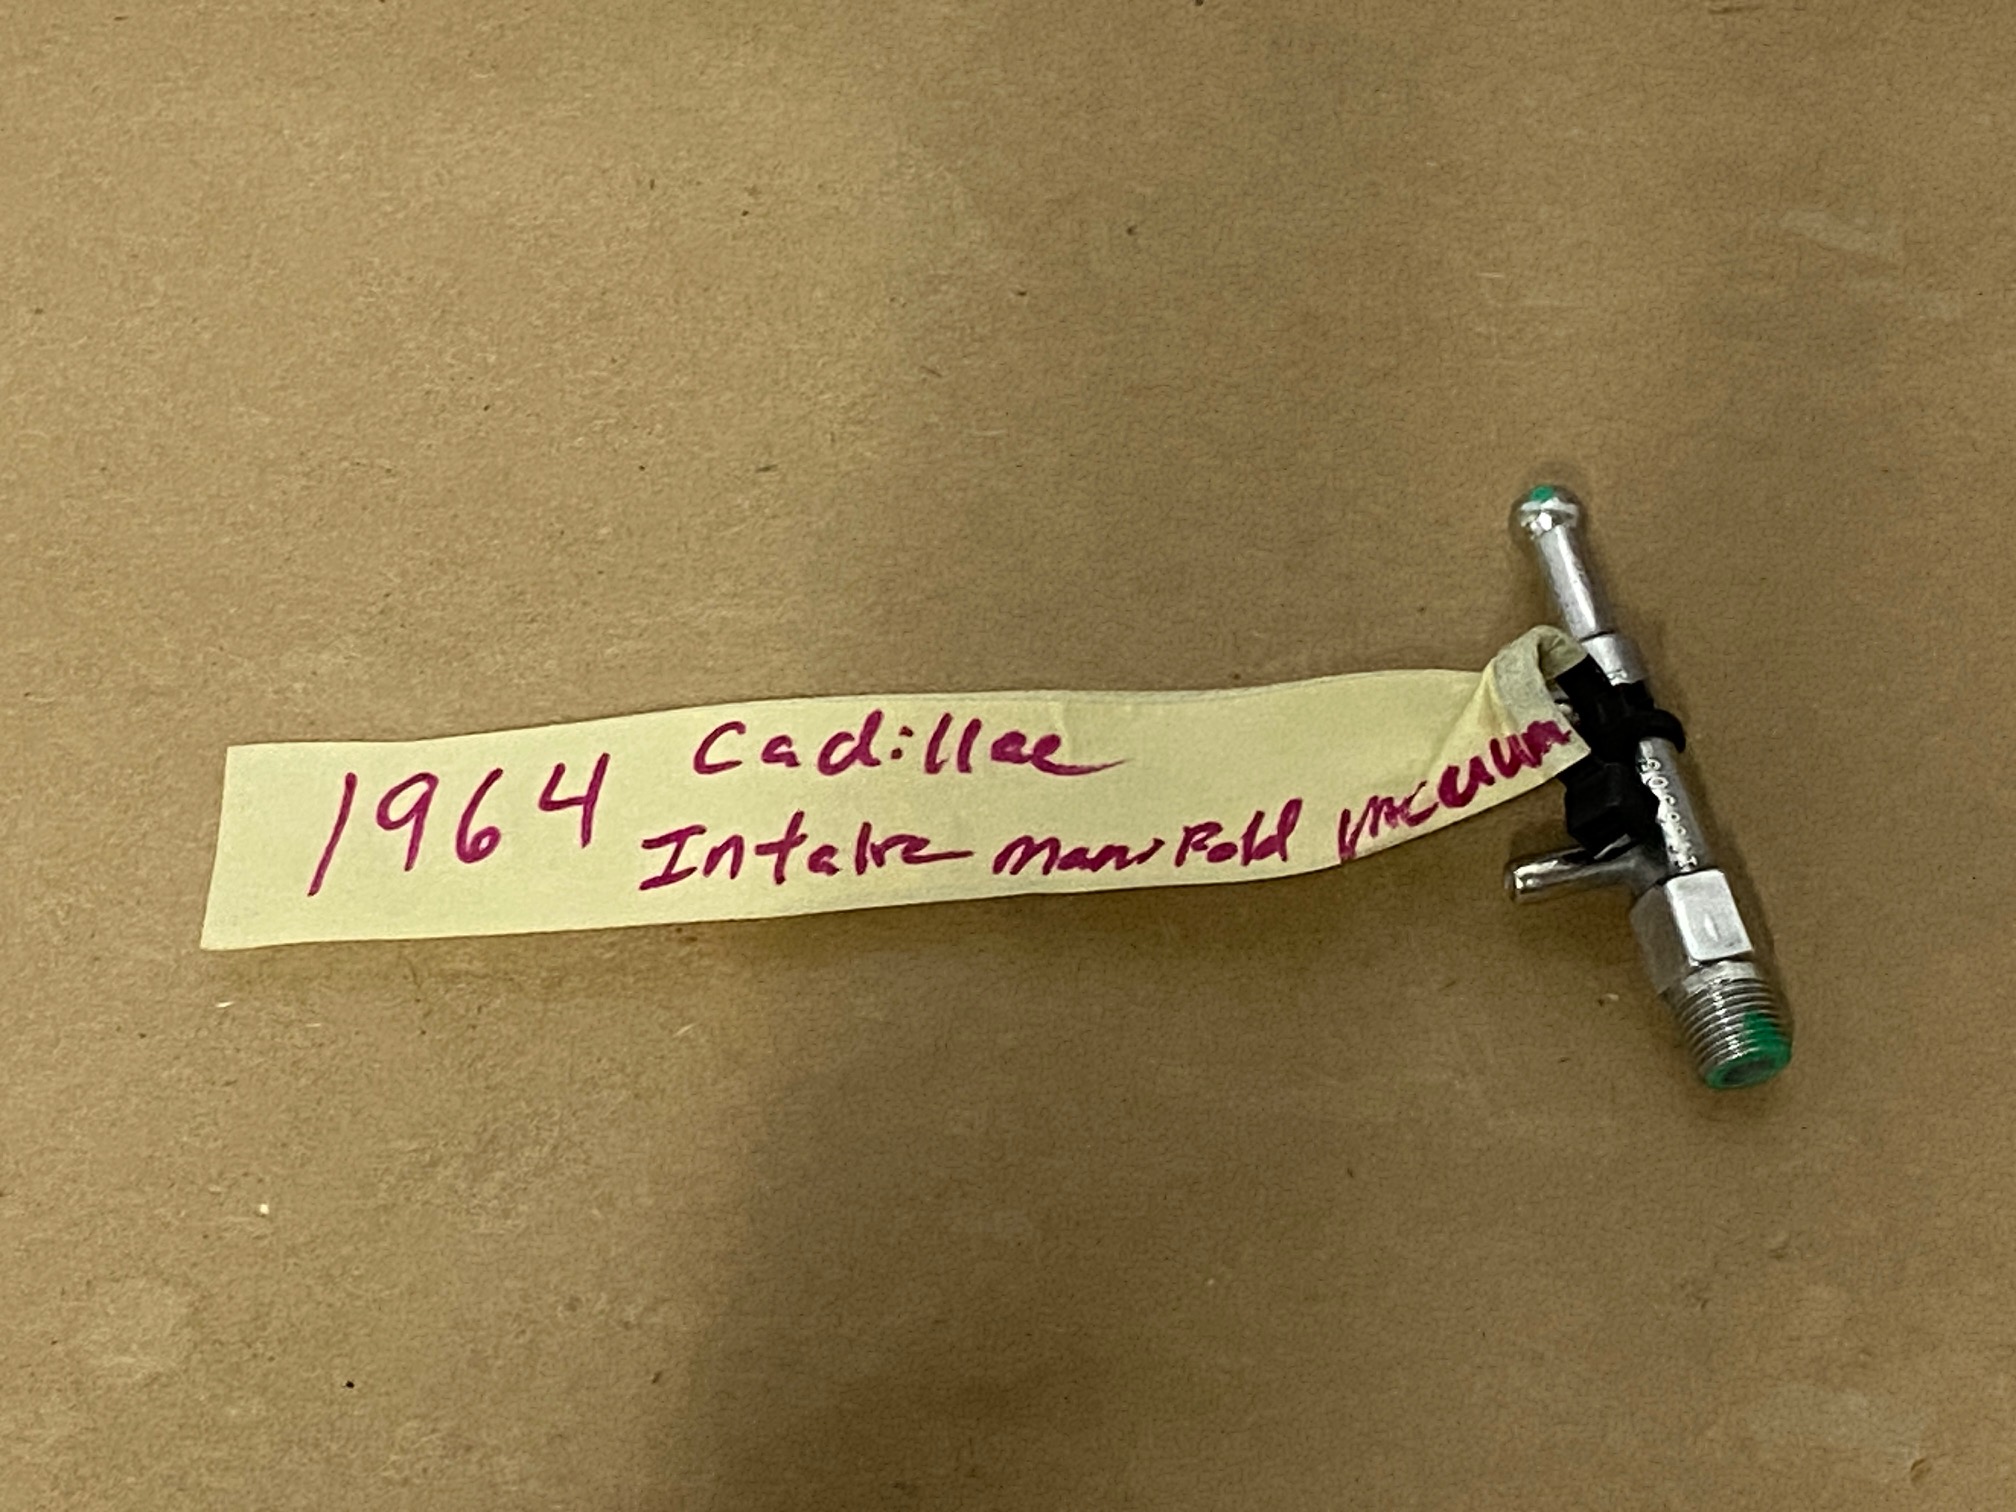 1964 Cadillac
Intake manifold vacuum